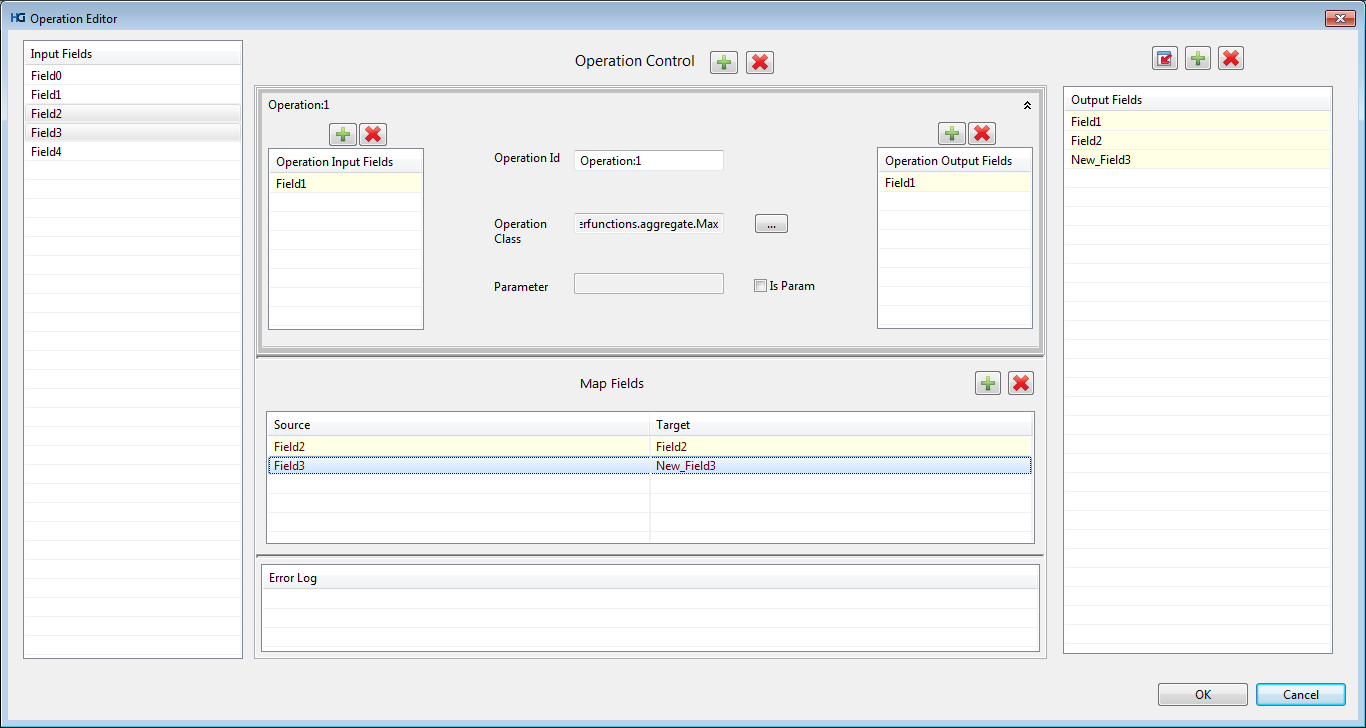 HG Operation Editor
Input Fields
Field0
Field1
Field2
Field3
Field4
Operation Control
Operation:1
Operation Input Fields
Field1
Operation Id
Operation:1
Operation
Class
erfunctions.aggregate.Max
...
Parameter
Is Param
Operation Output Fields
Field1
Map Fields
Source Target
Field2 Field2
Field3 New_Field3
Error Log
Output Fields
Field1
Field2
New_Field3
OK Cancel